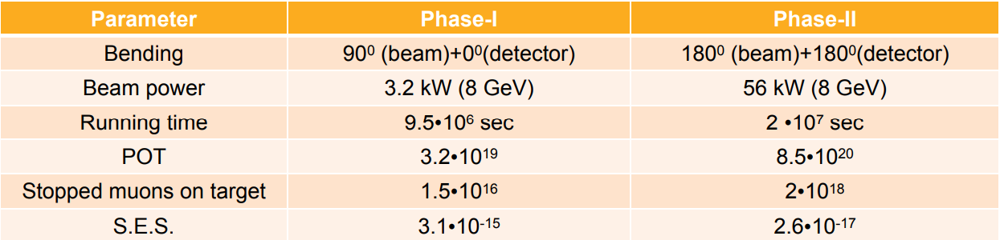 Parameter Phase-I Phase-II
Bending 90⁰ (beam)+0⁰(detector) 180⁰ (beam)+180⁰(detector)
Beam power 3.2 kW (8 GeV) 56 kW (8 GeV)
Running time 9.5•10⁶ sec 2 •10⁷ sec
POT 3.2•10¹⁹ 8.5•10²⁰
Stopped muons on target 1.5•10¹⁶ 2•10¹⁸
S.E.S. 3.1•10⁻¹⁵ 2.6•10⁻¹⁷